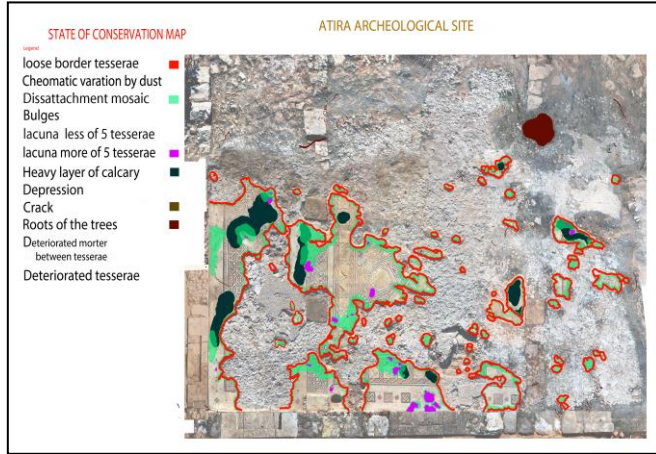 ATIRA ARCHEOLOGICAL SITE
STATE OF CONSERVATION MAP
Legend
loose border tesserae
Cheomatic varation by dust
Dissattachment mosaic
Bulges
lacuna less of 5 tesserae
lacuna more of 5 tesserae
Heavy layer of calcary
Depression
Crack
Roots of the trees
Deteriorated morter
between tesserae
Deteriorated tesserae